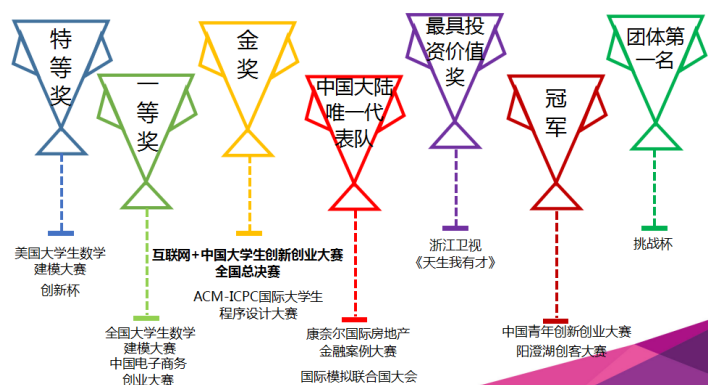 特
等
奖
美国大学生数学
建模大赛
创新杯
一
等
奖
全国大学生数学
建模大赛
中国电子商务
创业大赛
金
奖
互联网+中国大学生创新创业大赛
全国总决赛
ACM-ICPC国际大学生
程序设计大赛
中国大陆
唯一代
表队
康奈尔国际房地产
金融案例大赛
国际模拟联合国大会
最具投
资价值
奖
浙江卫视
《天生我有才》
冠
军
中国青年创新创业大赛
阳澄湖创客大赛
团体第
一名
挑战杯